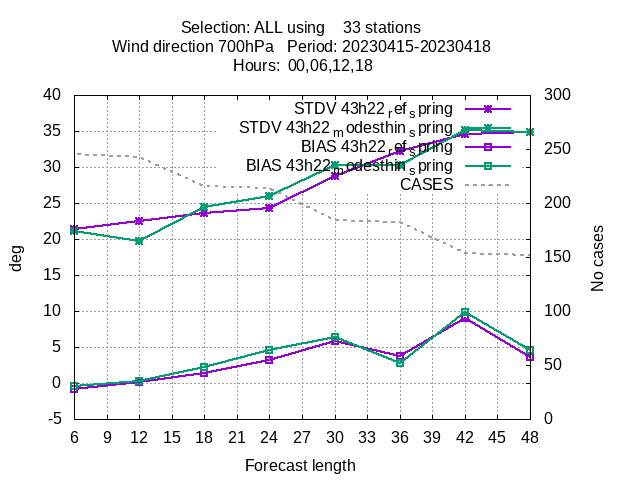 Selection: ALL using 33 stations
Wind direction 700hPa Period: 20230415-20230418
Hours: 00,06,12,18
40 300
35 250
30 200
25
20 150
15
10 100
5 50
0
-5 0
STDV 43h22_ref_spring
STDV 43h22_modesthin_spring
BIAS 43h22_ref_spring
BIAS 43h22_modesthin_spring
CASES
deg
No cases
6 9 12 15 18 21 24 27 30 33 36 39 42 45 48
Forecast length